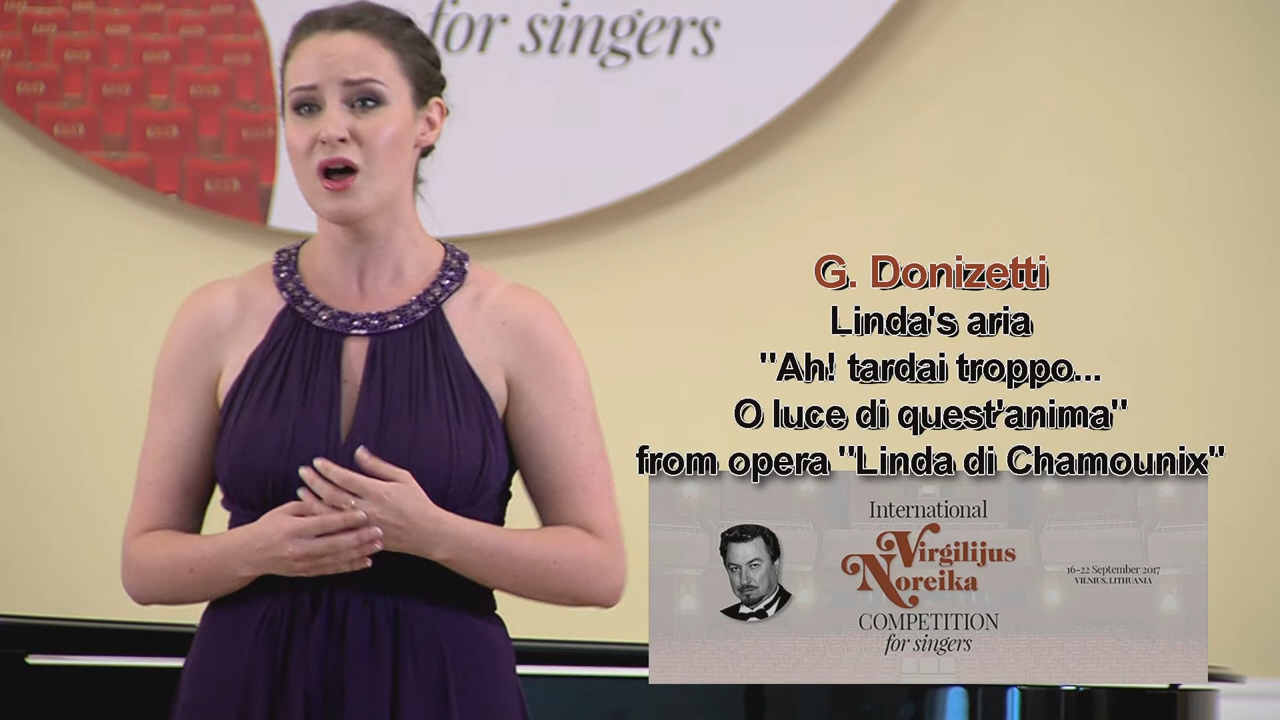 for singers
G. Donizetti
Linda's aria
"Ah! tardai troppo...
O luce di quest'anima"
from opera "Linda di Chamounix"
International
Virgilijus
Noreika
COMPETITION
for singers
16-22 September 2017
VILNIUS, LITHUANIA